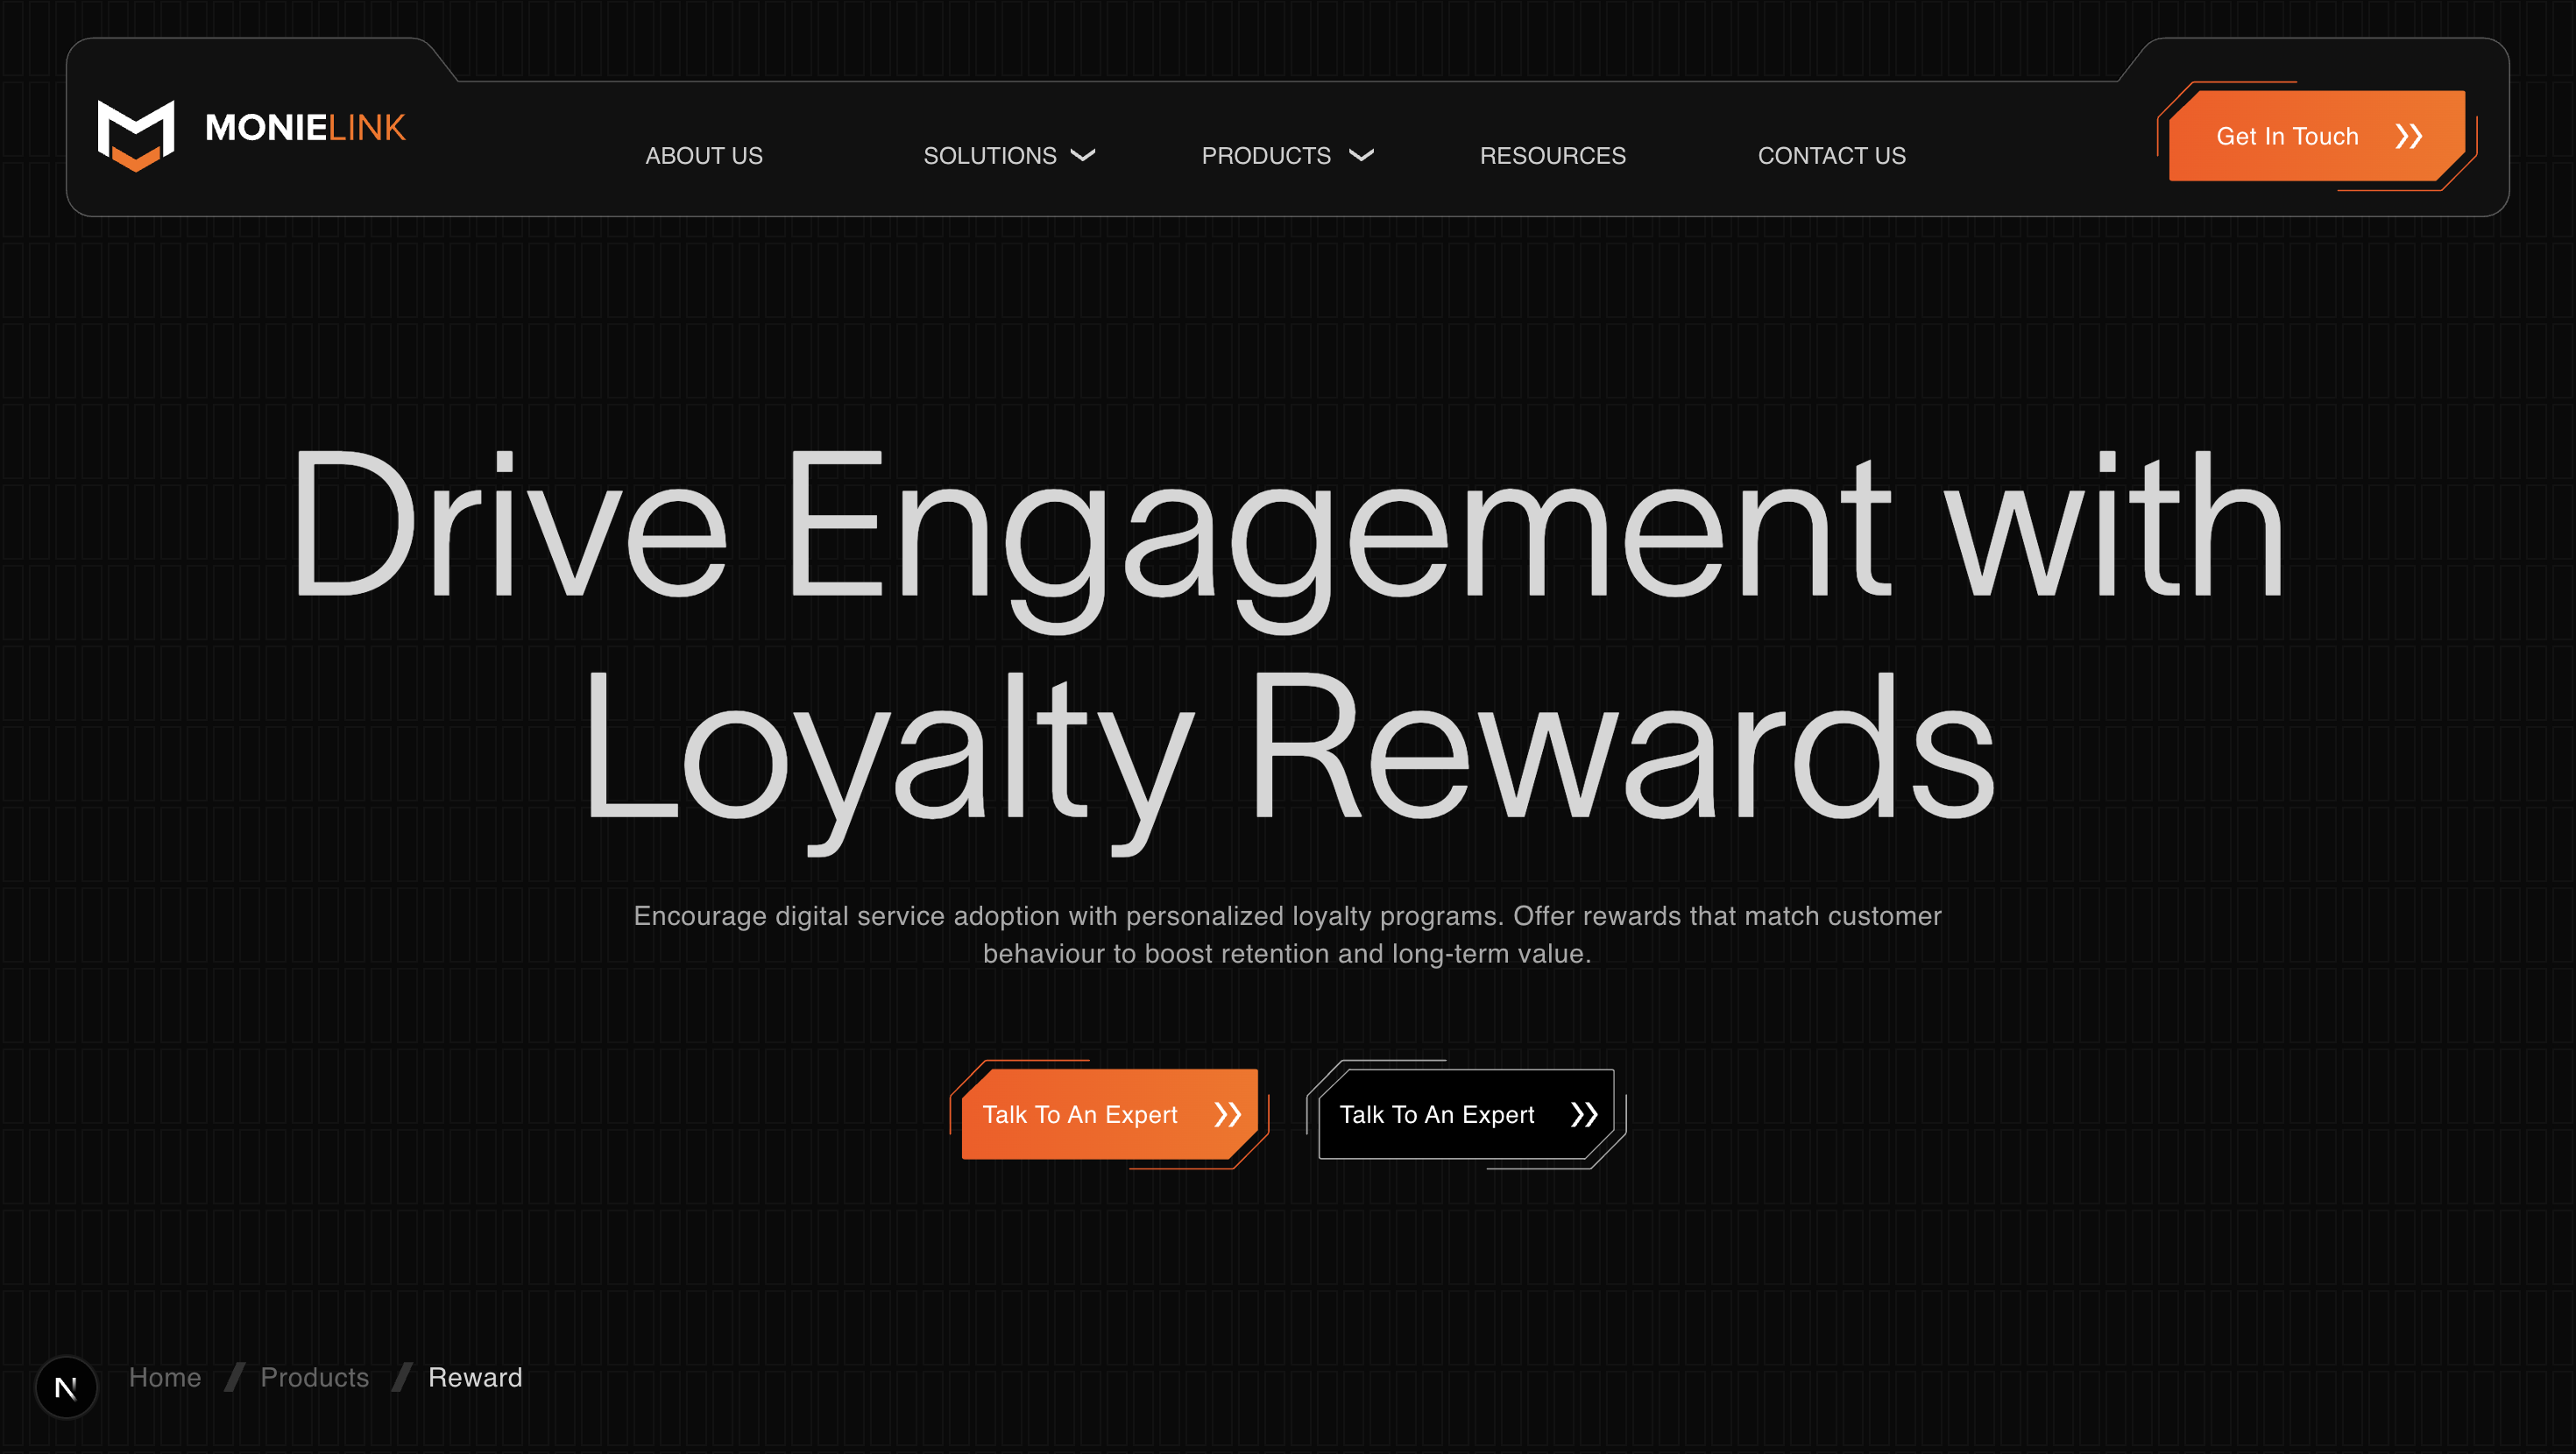 MONIELINK
ABOUT US
SOLUTIONS
PRODUCTS
RESOURCES
CONTACT US
Get In Touch
Drive Engagement with
Loyalty Rewards
Encourage digital service adoption with personalized loyalty programs. Offer rewards that match customer
behaviour to boost retention and long-term value.
Talk To An Expert
Talk To An Expert
N
Home / Products / Reward